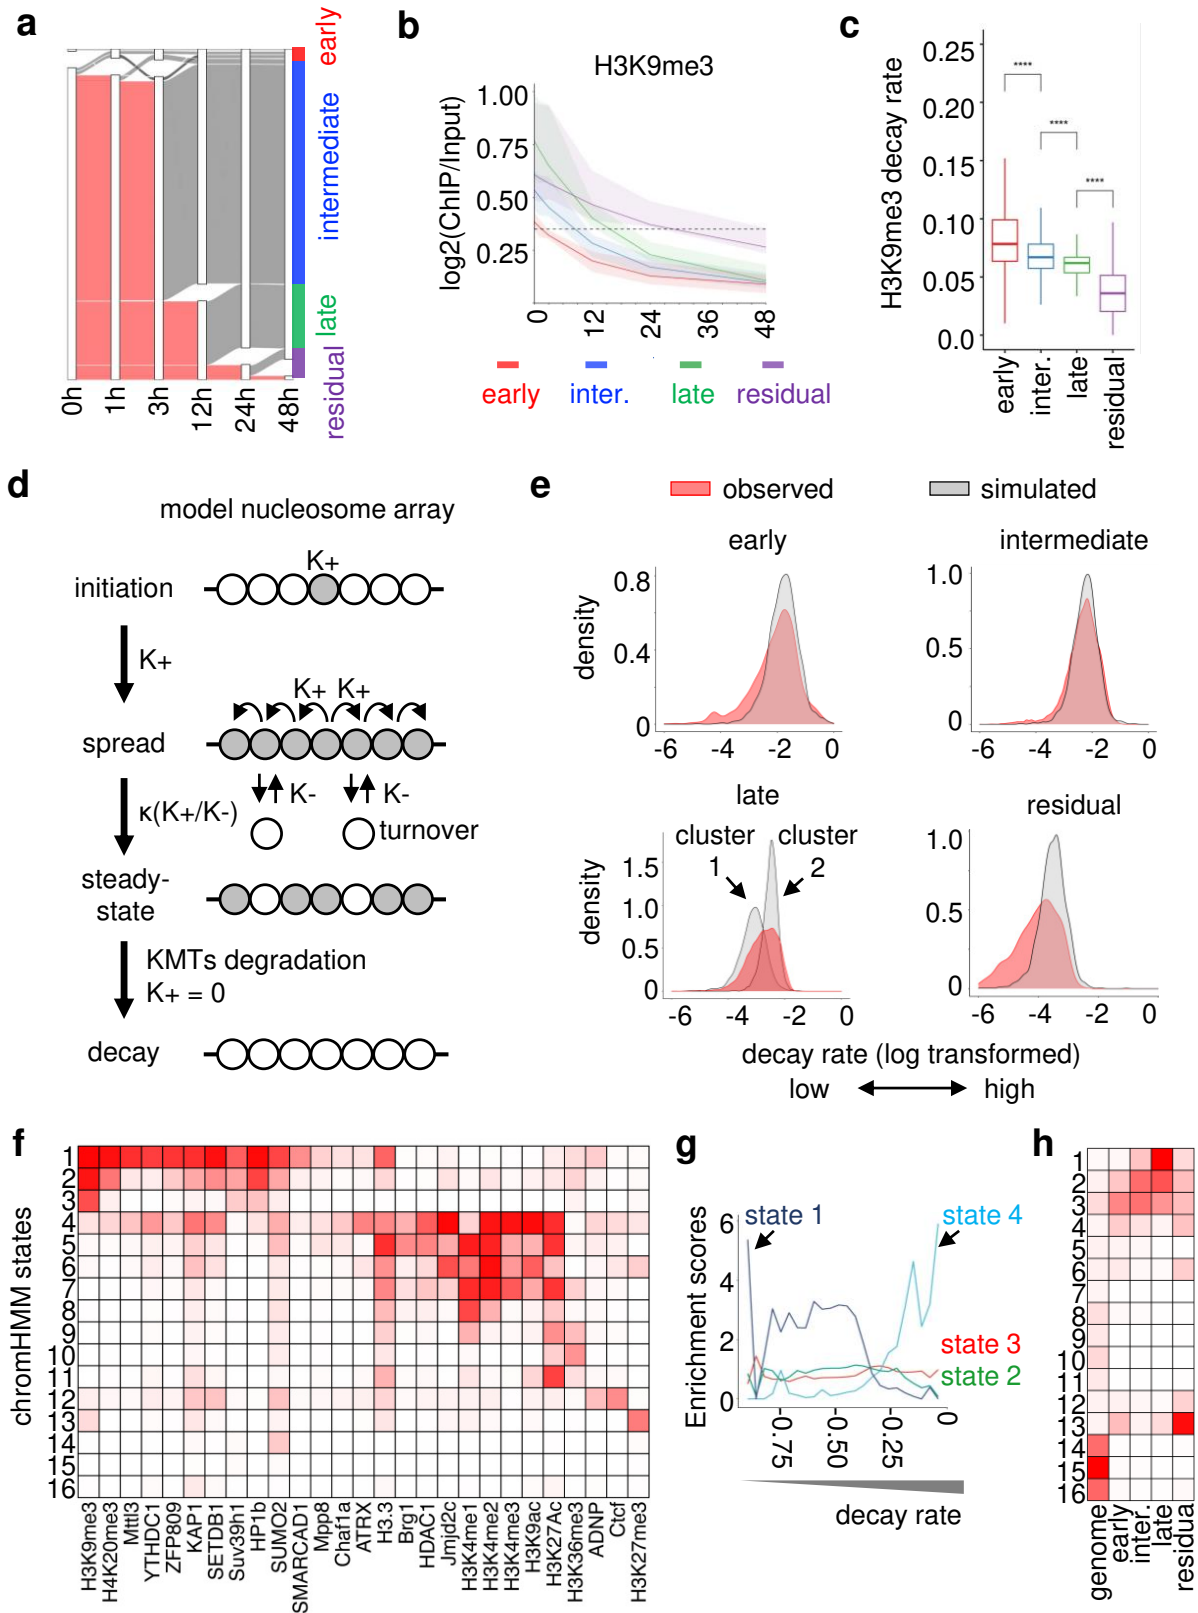 a
early
intermediate
late
residual
0h
1h
3h
12h
24h
48h
b
H3K9me3
log2(ChIP/Input)
1.00
0.75
0.50
0.25
0
12
24
36
48
early
inter.
late
residual
c
H3K9me3 decay rate
0.25
0.20
0.15
0.10
0.05
0.0
****
****
****
early
inter.
late
residual
d
model nucleosome array
initiation
K+
K+
K+ K+
spread
κ(K+/K-)
K- K-
turnover
steady-
state
KMTs degradation
K+ = 0
decay
e
observed
simulated
early
density
0.8
0.4
0
-6 -4 -2 0
intermediate
1.0
0.5
0
-6 -4 -2 0
late
cluster
1
cluster
2
density
1.5
1.0
0.5
0
-6 -4 -2 0
residual
1.0
0.5
0
-6 -4 -2 0
decay rate (log transformed)
low high
f
chromHMM states
1
2
3
4
5
6
7
8
9
10
11
12
13
14
15
16
H3K9me3
H4K20me3
Mttl3
YTHDC1
ZFP809
KAP1
SETDB1
Suv39h1
HP1b
SUMO2
SMARCAD1
Mpp8
Chaf1a
ATRX
H3.3
Brg1
HDAC1
Jmjd2c
H3K4me1
H3K4me2
H3K4me3
H3K9ac
H3K27Ac
H3K36me3
ADNP
Ctcf
H3K27me3
g
Enrichment scores
6
4
2
0
state 1
state 4
state 3
state 2
0.75
0.50
0.25
0
decay rate
h
1
2
3
4
5
6
7
8
9
10
11
12
13
14
15
16
genome
early
inter.
late
residual